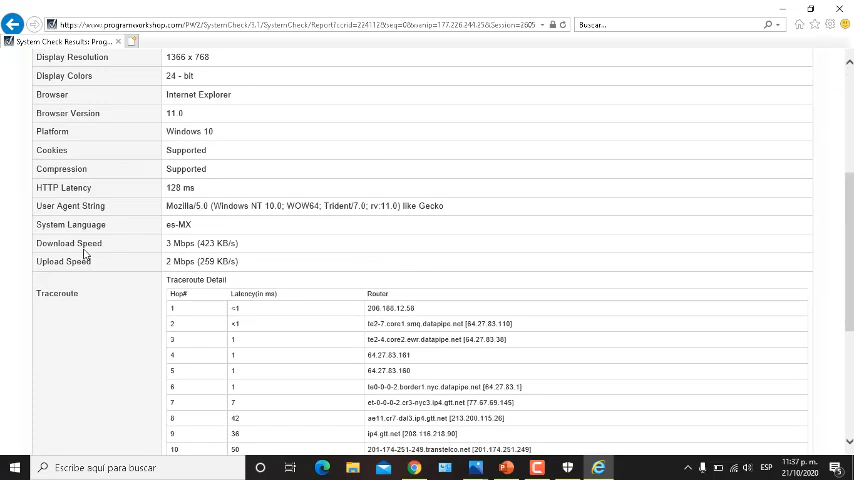 https://www.programworkshop.com/PW2/SystemCheck/3.1/SystemCheck/Report?ccrid=2241128&seq=0&wanip=177.226.244.25&Session=2605
Buscar...
System Check Results: Prog...
Display Resolution 1366 x 768
Display Colors 24 - bit
Browser Internet Explorer
Browser Version 11.0
Platform Windows 10
Cookies Supported
Compression Supported
HTTP Latency 128 ms
User Agent String Mozilla/5.0 (Windows NT 10.0; WOW64; Trident/7.0; rv:11.0) like Gecko
System Language es-MX
Download Speed 3 Mbps (423 KB/s)
Upload Speed 2 Mbps (259 KB/s)
Traceroute Traceroute Detail
Hop# Latency(in ms) Router
1 <1 206.188.12.58
2 <1 te2-7.core1.smq.datapipe.net [64.27.83.110]
3 1 te2-4.core2.ewr.datapipe.net [64.27.83.38]
4 1 64.27.83.161
5 1 64.27.83.160
6 1 te0-0-0-2.border1.nyc.datapipe.net [64.27.83.1]
7 7 et-0-0-0-2.cr3-nyc3.ip4.gtt.net [77.67.69.145]
8 42 ae11.cr7-dal3.ip4.gtt.net [213.200.115.26]
9 36 ip4.gtt.net [208.116.218.90]
10 50 201-174-251-249.transtelco.net [201.174.251.249]
Escribe aquí para buscar
ESP
11:37 p. m.
21/10/2020